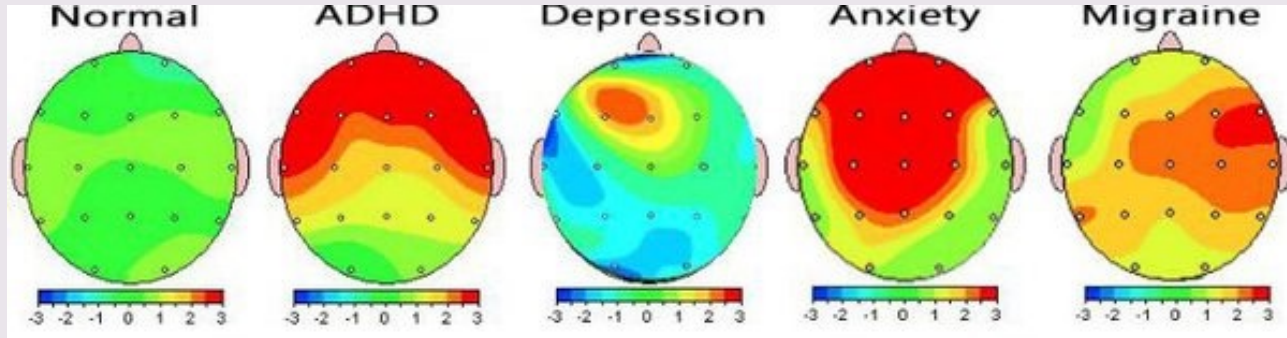 Normal ADHD Depression Anxiety Migraine
-3 -2 -1 0 1 2 3 -3 -2 -1 0 1 2 3 -3 -2 -1 0 1 2 3 -3 -2 -1 0 1 2 3 -3 -2 -1 0 1 2 3